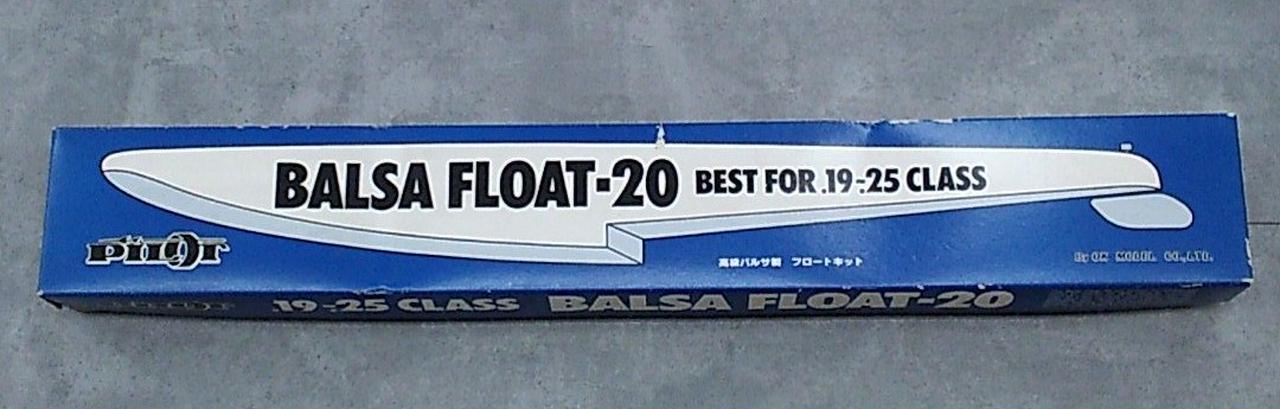 BALSA FLOAT-20 BEST FOR .19-.25 CLASS
PILOT
高級バルサ製 フロートキット
By OK MODEL CO.,LTD.
.19-.25 CLASS BALSA FLOAT-20